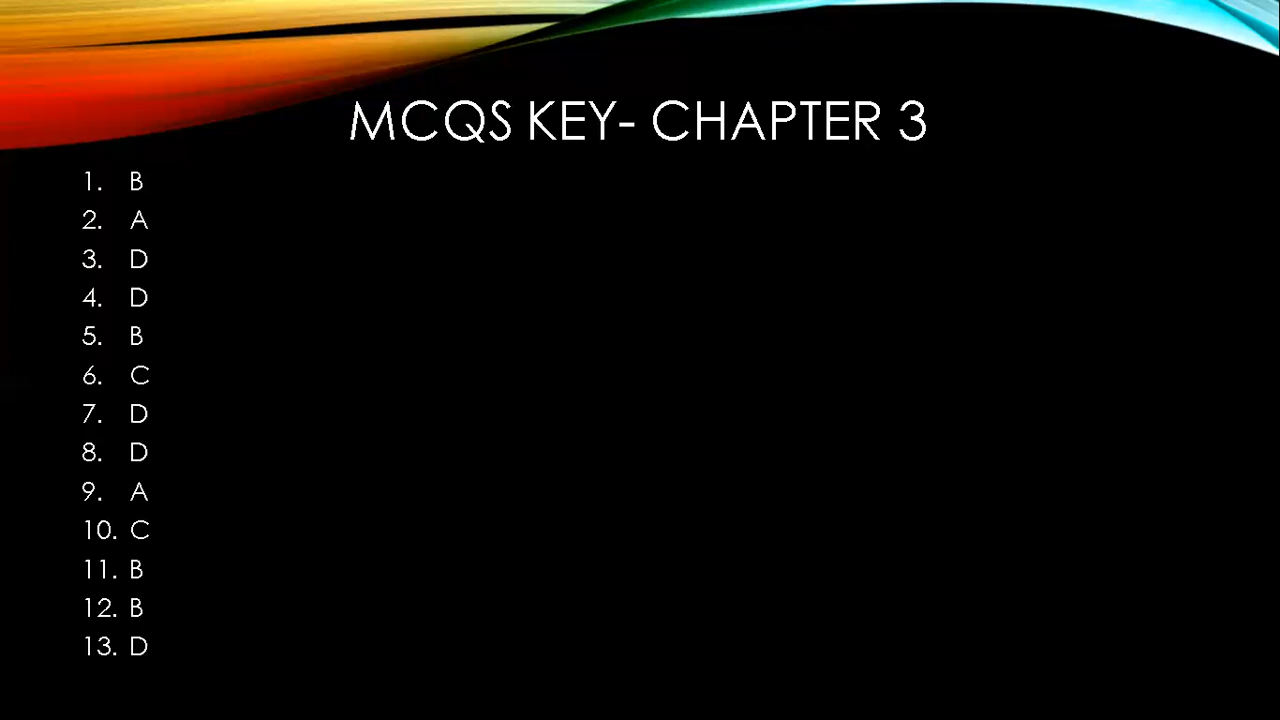 MCQS KEY- CHAPTER 3
1. B
2. A
3. D
4. D
5. B
6. C
7. D
8. D
9. A
10. C
11. B
12. B
13. D